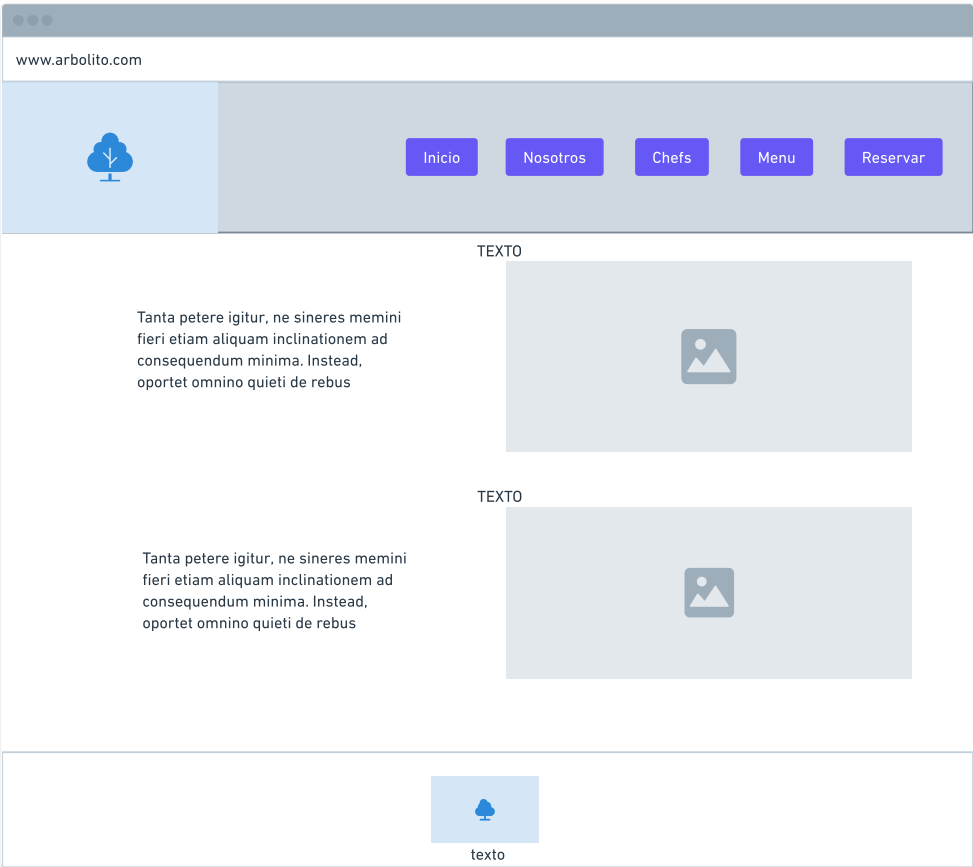 www.arbolito.com
Inicio
Nosotros
Chefs
Menu
Reservar
TEXTO
Tanta petere igitur, ne sineres memini
fieri etiam aliquam inclinationem ad
consequendum minima. Instead,
oportet omnino quieti de rebus
TEXTO
Tanta petere igitur, ne sineres memini
fieri etiam aliquam inclinationem ad
consequendum minima. Instead,
oportet omnino quieti de rebus
texto